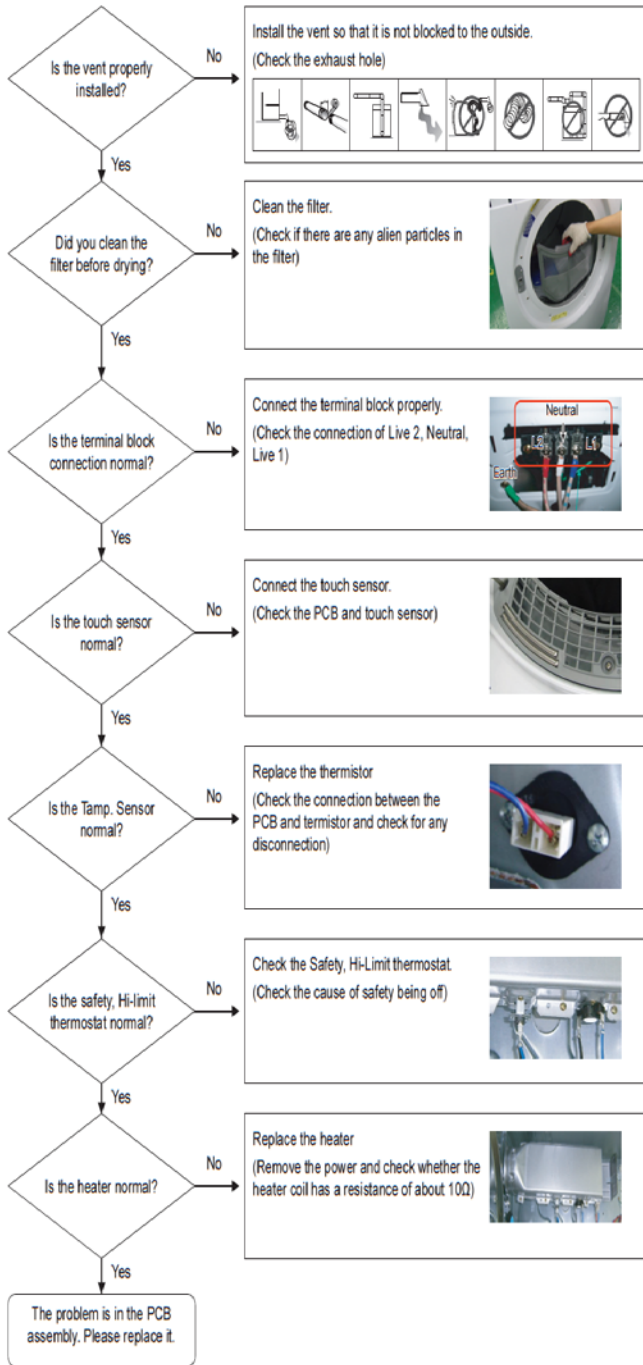 Is the vent properly
installed?
No
Install the vent so that it is not blocked to the outside.
(Check the exhaust hole)
Yes
Did you clean the
filter before drying?
No
Clean the filter.
(Check if there are any alien particles in
the filter)
Yes
Is the terminal block
connection normal?
No
Connect the terminal block properly.
(Check the connection of Live 2, Neutral,
Live 1)
Neutral
L2
L1
Earth
Yes
Is the touch sensor
normal?
No
Connect the touch sensor.
(Check the PCB and touch sensor)
Yes
Is the Tamp. Sensor
normal?
No
Replace the thermistor
(Check the connection between the
PCB and termistor and check for any
disconnection)
Yes
Is the safety, Hi-limit
thermostat normal?
No
Check the Safety, Hi-Limit thermostat.
(Check the cause of safety being off)
Yes
Is the heater normal?
No
Replace the heater
(Remove the power and check whether the
heater coil has a resistance of about 10Ω)
Yes
The problem is in the PCB
assembly. Please replace it.